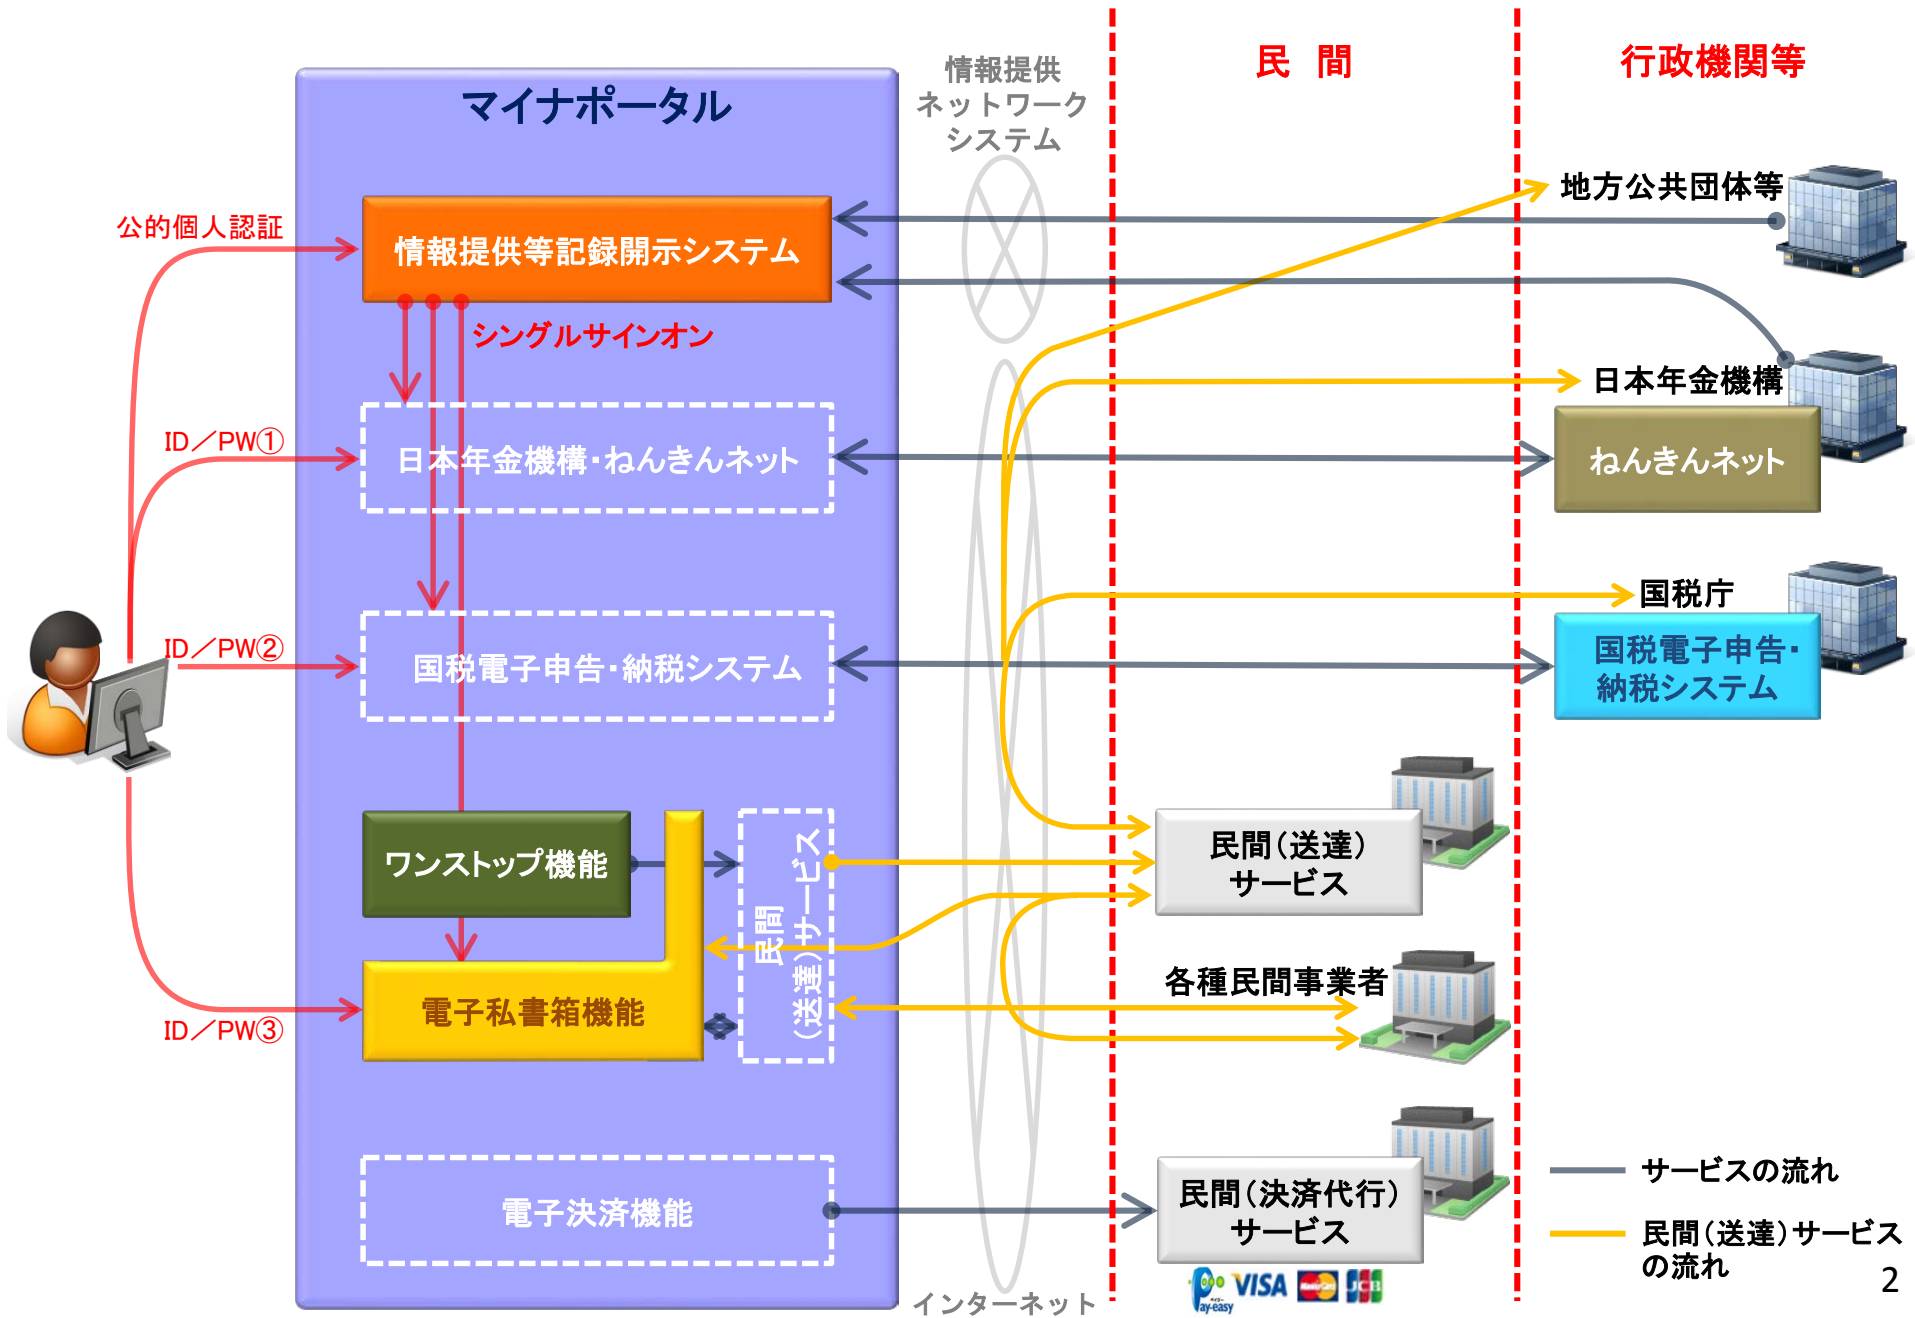 マイナポータル
情報提供
ネットワーク
システム
民 間
行政機関等
公的個人認証
情報提供等記録開示システム
シングルサインオン
地方公共団体等
日本年金機構
ID/PW①
日本年金機構・ねんきんネット
ねんきんネット
国税庁
ID/PW②
国税電子申告・納税システム
国税電子申告・
納税システム
ワンストップ機能
民間
(送達)サービス
民間(送達)
サービス
電子私書箱機能
各種民間事業者
ID/PW③
電子決済機能
民間(決済代行)
サービス
サービスの流れ
民間(送達)サービス
の流れ
Pay-easy
ペイジー
VISA
MasterCard
JCB
インターネット
2